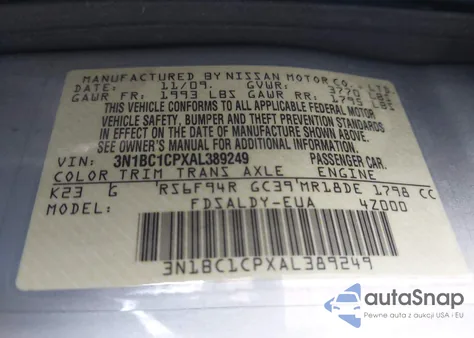 MANUFACTURED BY NISSAN MOTOR CO., LTD.
DATE: 11/09. GVWR: 3770 LBS
GAWR FR: 1993 LBS GAWR RR: 1795 LBS
THIS VEHICLE CONFORMS TO ALL APPLICABLE FEDERAL MOTOR
VEHICLE SAFETY, BUMPER AND THEFT PREVENTION STANDARDS
IN EFFECT ON THE DATE OF MANUFACTURE SHOWN ABOVE.
SEE OWNER'S MANUAL FOR ADDITIONAL INFORMATION
VIN: 3N1BC1CPXAL389249 PASSENGER CAR.
COLOR TRIM TRANS AXLE ENGINE
K23 G RS6F94R GC39 MR18DE 1798 CC
MODEL: FDSALDY-EUA 4Z000
3N1BC1CPXAL389249
autoSnap
Pewne auta z USA i EU